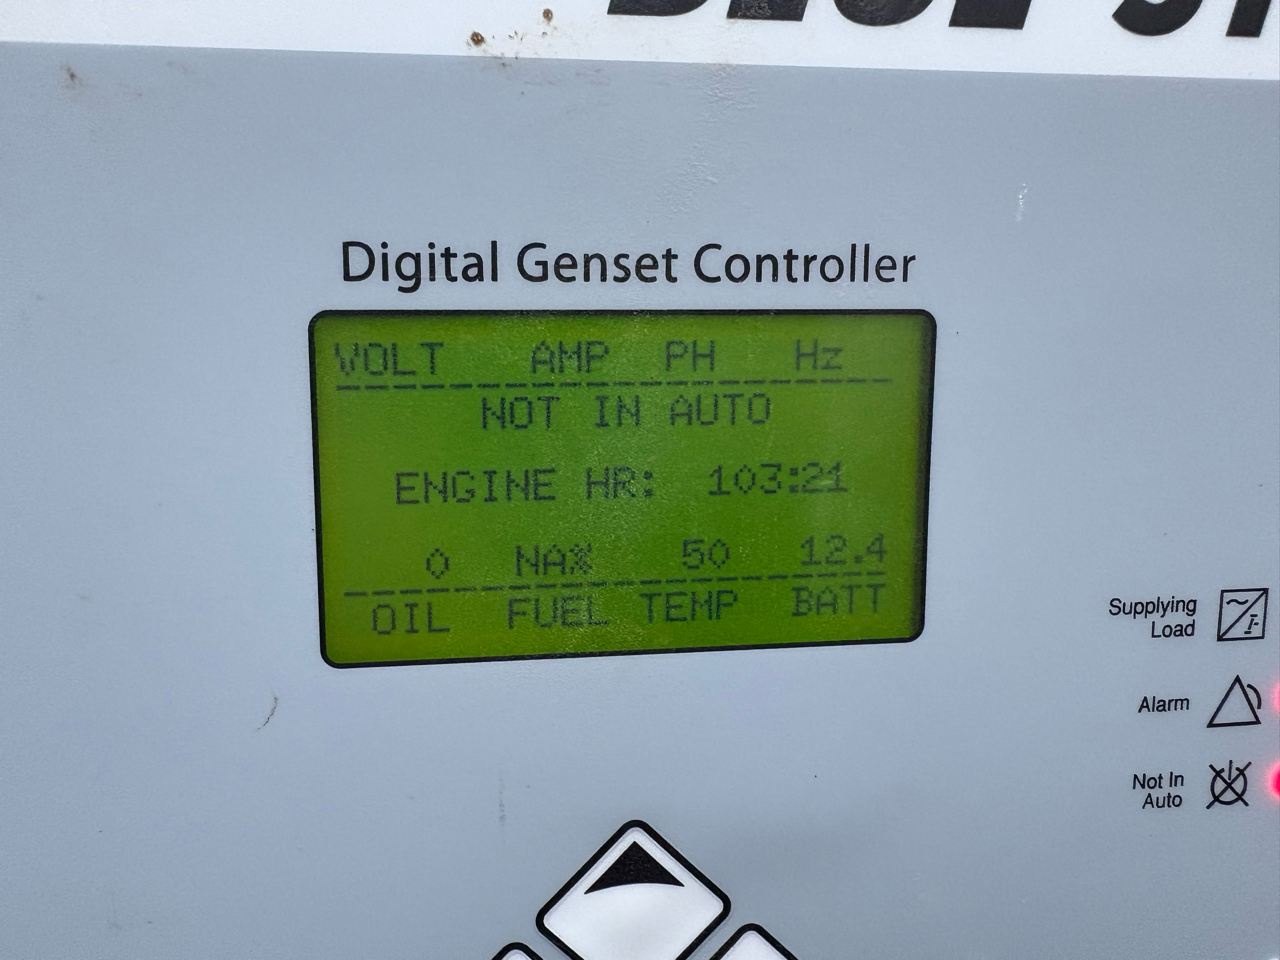 Digital Genset Controller
VOLT AMP PH Hz
NOT IN AUTO
ENGINE HR: 103:21
0 NA% 50 12.4
OIL FUEL TEMP BATT
Supplying
Load
Alarm
Not In
Auto